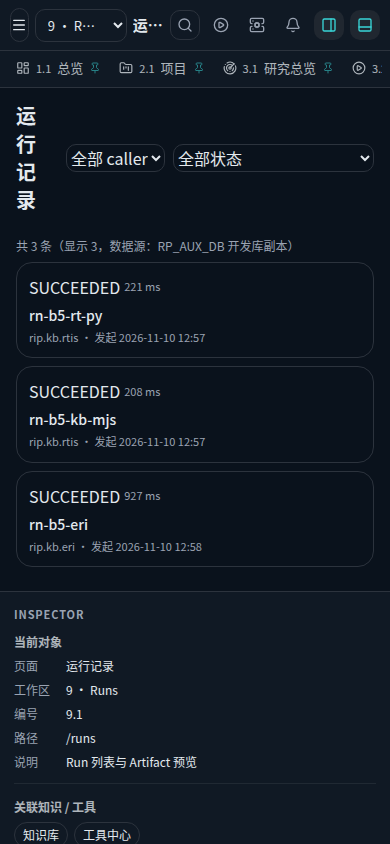 9 · R··· 运···
1.1 总览 2.1 项目 3.1 研究总览 3.
运行记录 全部 caller 全部状态
共 3 条（显示 3，数据源：RP_AUX_DB 开发库副本）
SUCCEEDED 221 ms
rn-b5-rt-py
rip.kb.rtis · 发起 2026-11-10 12:57
SUCCEEDED 208 ms
rn-b5-kb-mjs
rip.kb.rtis · 发起 2026-11-10 12:57
SUCCEEDED 927 ms
rn-b5-eri
rip.kb.eri · 发起 2026-11-10 12:58
INSPECTOR
当前对象
页面 运行记录
工作区 9 · Runs
编号 9.1
路径 /runs
说明 Run 列表与 Artifact 预览
关联知识 / 工具
知识库 工具中心